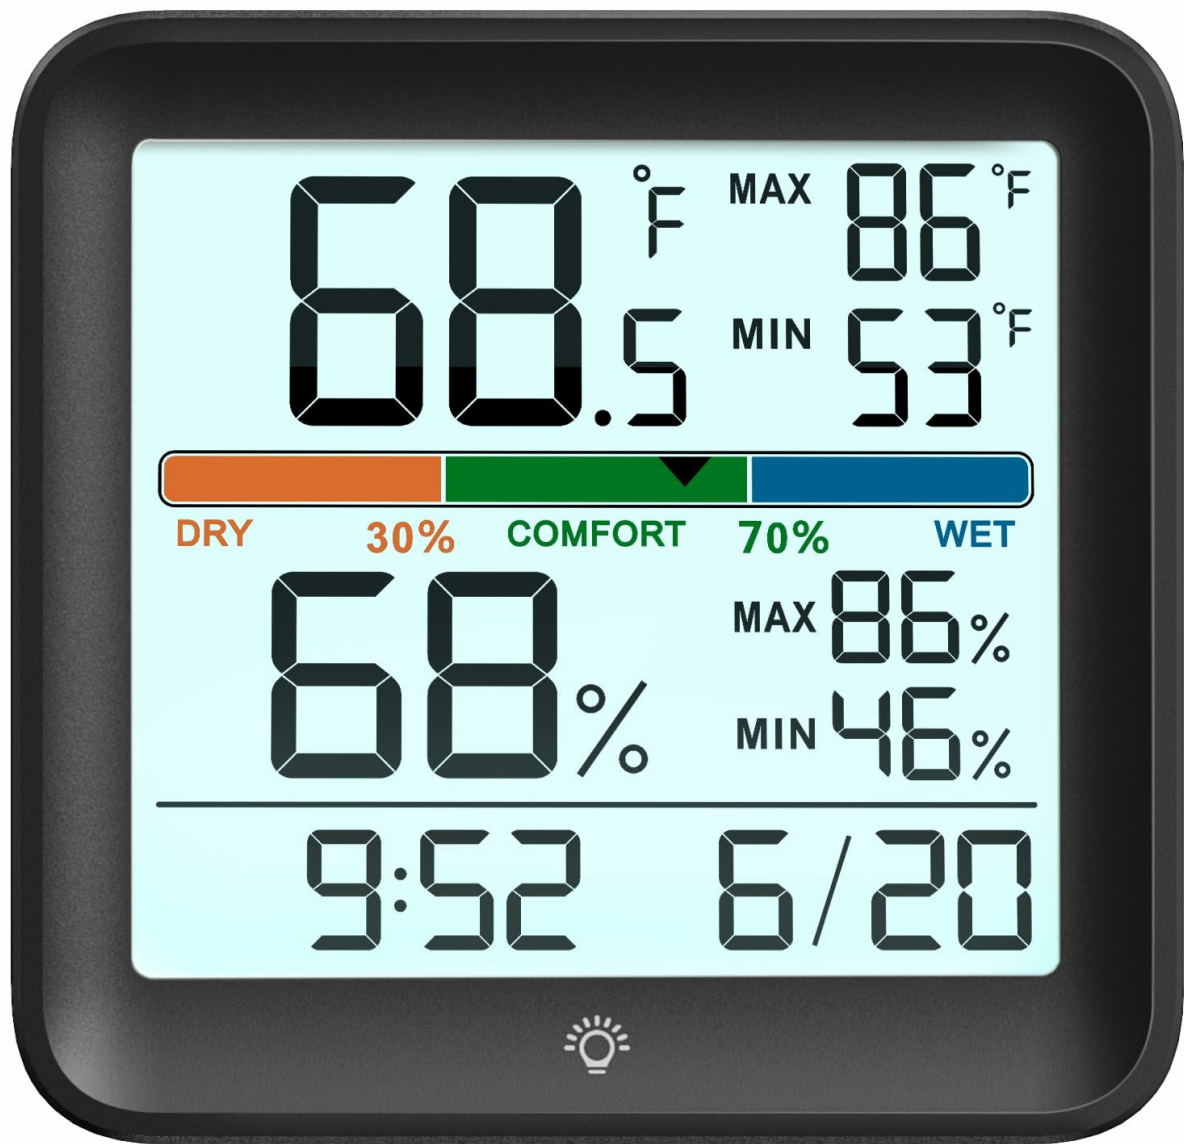 68.5 °F MAX 86 °F
MIN 53 °F
DRY 30% COMFORT 70% WET
68% MAX 86%
MIN 46%
9:52 6/20